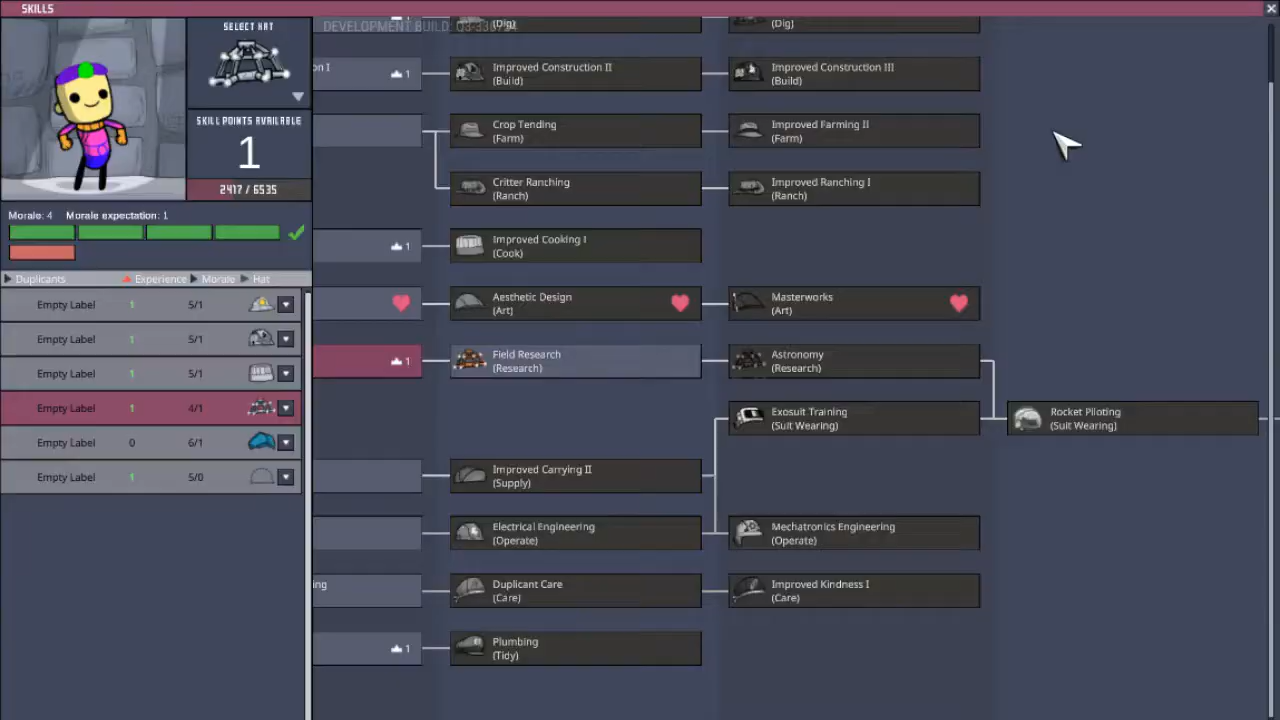 SKILLS
SELECT HAT
SKILL POINTS AVAILABLE
1
2417 / 6535
Morale: 4 Morale expectation: 1
Duplicants Experience Morale Hat
Empty Label 1 5/1
Empty Label 1 5/1
Empty Label 1 5/1
Empty Label 1 4/1
Empty Label 0 6/1
Empty Label 1 5/0
DEVELOPMENT BUILD:
(Dig)
(Dig)
on I
1
Improved Construction II
(Build)
Improved Construction III
(Build)
Crop Tending
(Farm)
Improved Farming II
(Farm)
Critter Ranching
(Ranch)
Improved Ranching I
(Ranch)
1
Improved Cooking I
(Cook)
Aesthetic Design
(Art)
Masterworks
(Art)
1
Field Research
(Research)
Astronomy
(Research)
Exosuit Training
(Suit Wearing)
Rocket Piloting
(Suit Wearing)
Improved Carrying II
(Supply)
Electrical Engineering
(Operate)
Mechatronics Engineering
(Operate)
ing
Duplicant Care
(Care)
Improved Kindness I
(Care)
1
Plumbing
(Tidy)